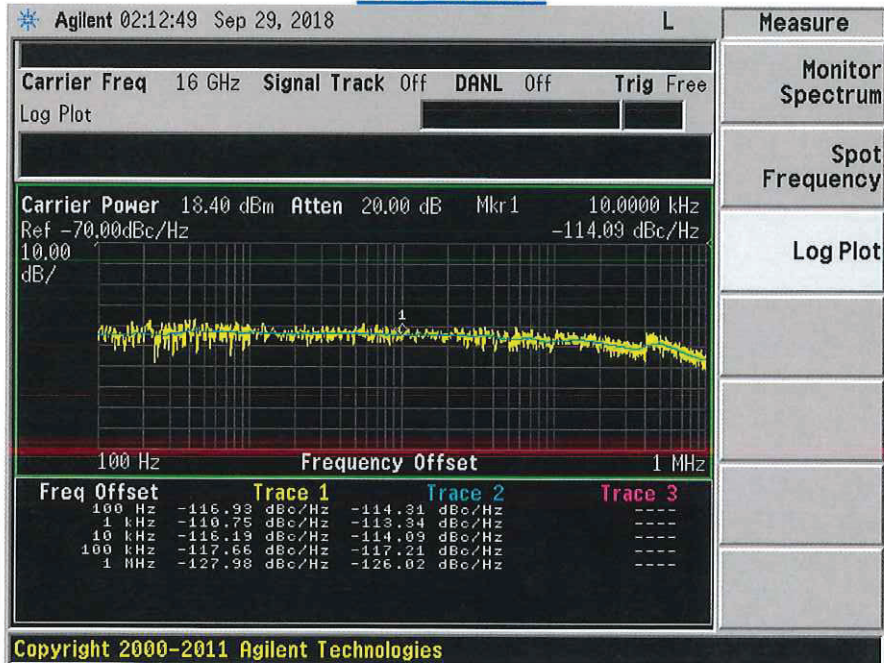 Agilent 02:12:49 Sep 29, 2018 L
Measure
Monitor
Spectrum
Spot
Frequency
Log Plot
Carrier Freq 16 GHz Signal Track Off DANL Off Trig Free
Log Plot
Carrier Power 18.40 dBm Atten 20.00 dB Mkr1 10.0000 kHz
Ref -70.00dBc/Hz -114.09 dBc/Hz
10.00
dB/
1
100 Hz Frequency Offset 1 MHz
Freq Offset Trace 1 Trace 2 Trace 3
100 Hz -116.93 dBc/Hz -114.31 dBc/Hz ----
1 kHz -110.75 dBc/Hz -113.34 dBc/Hz ----
10 kHz -116.19 dBc/Hz -114.09 dBc/Hz ----
100 kHz -117.66 dBc/Hz -117.21 dBc/Hz ----
1 MHz -127.98 dBc/Hz -126.02 dBc/Hz ----
Copyright 2000-2011 Agilent Technologies